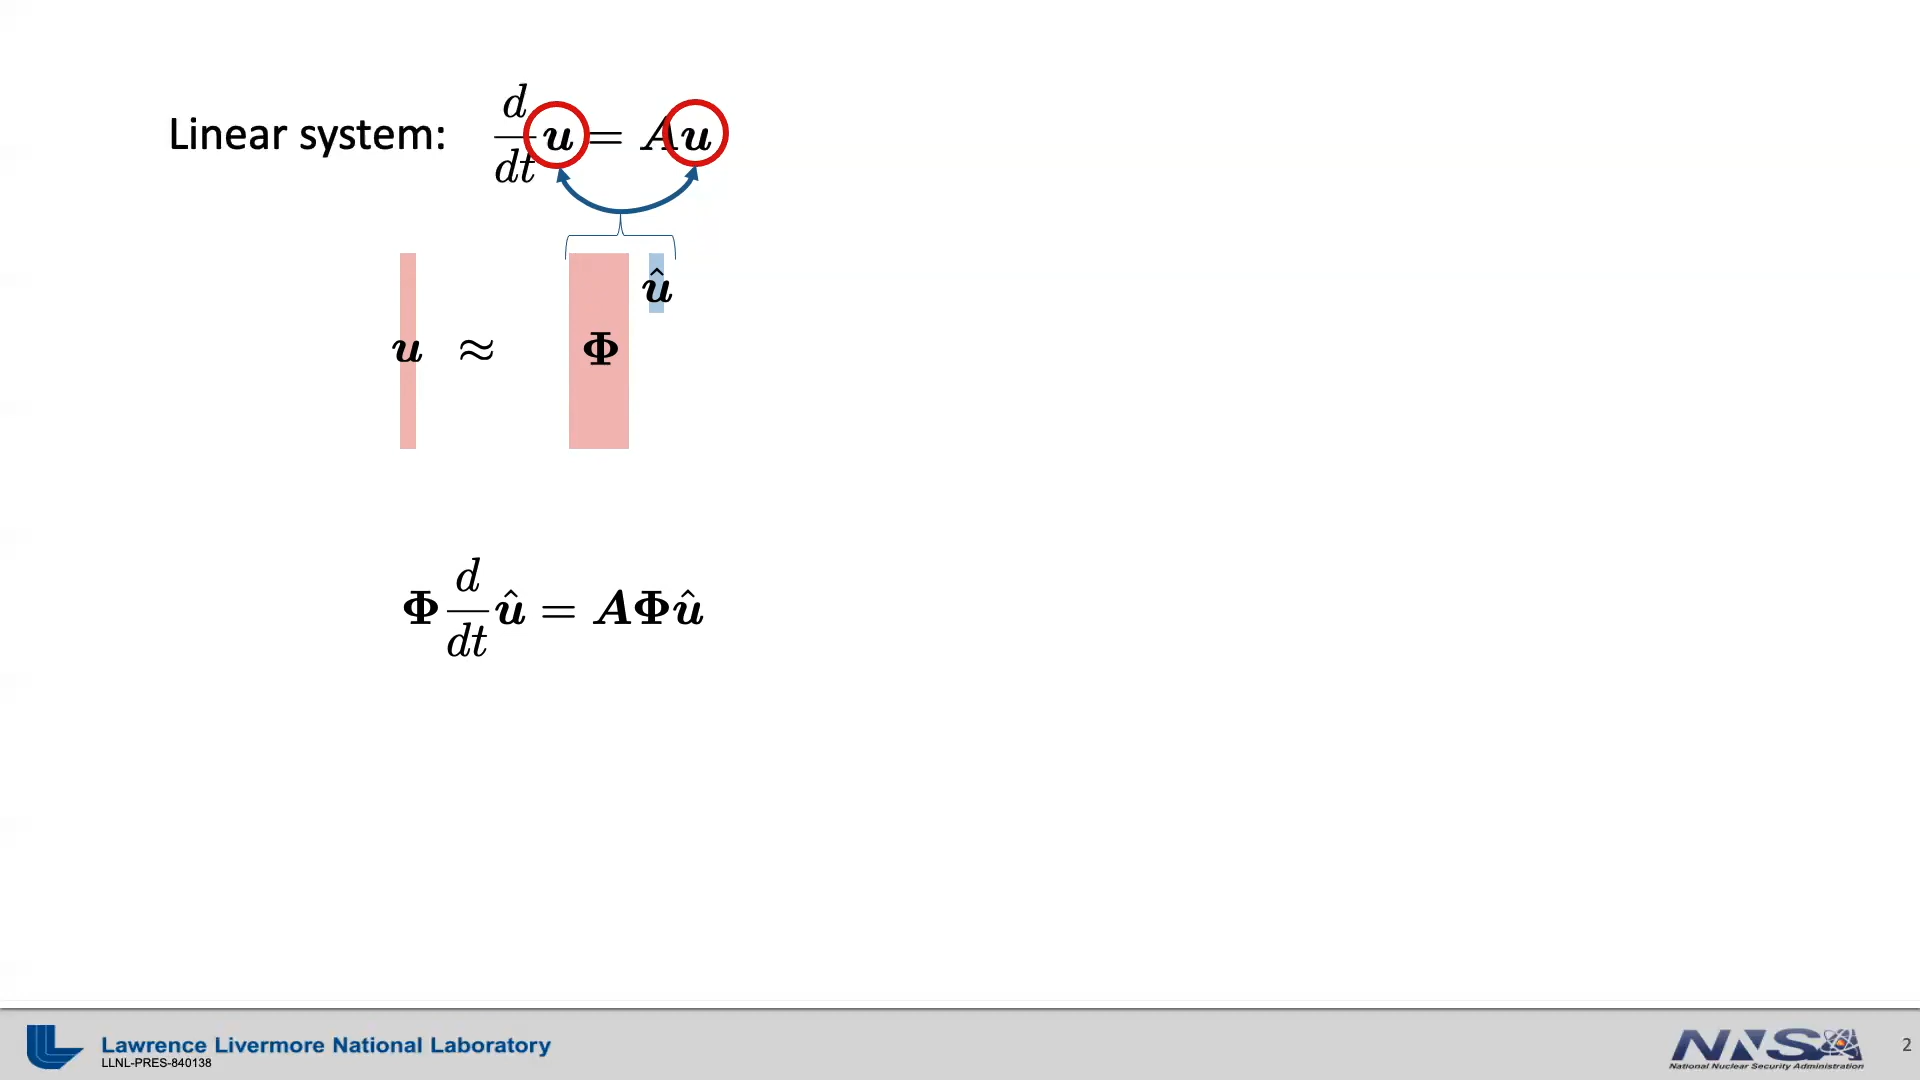 Linear system: d/dt u = Au
û
u ≈ Φ
Φ d/dt û = AΦû
Lawrence Livermore National Laboratory
LLNL-PRES-840138
NNSA
National Nuclear Security Administration
2